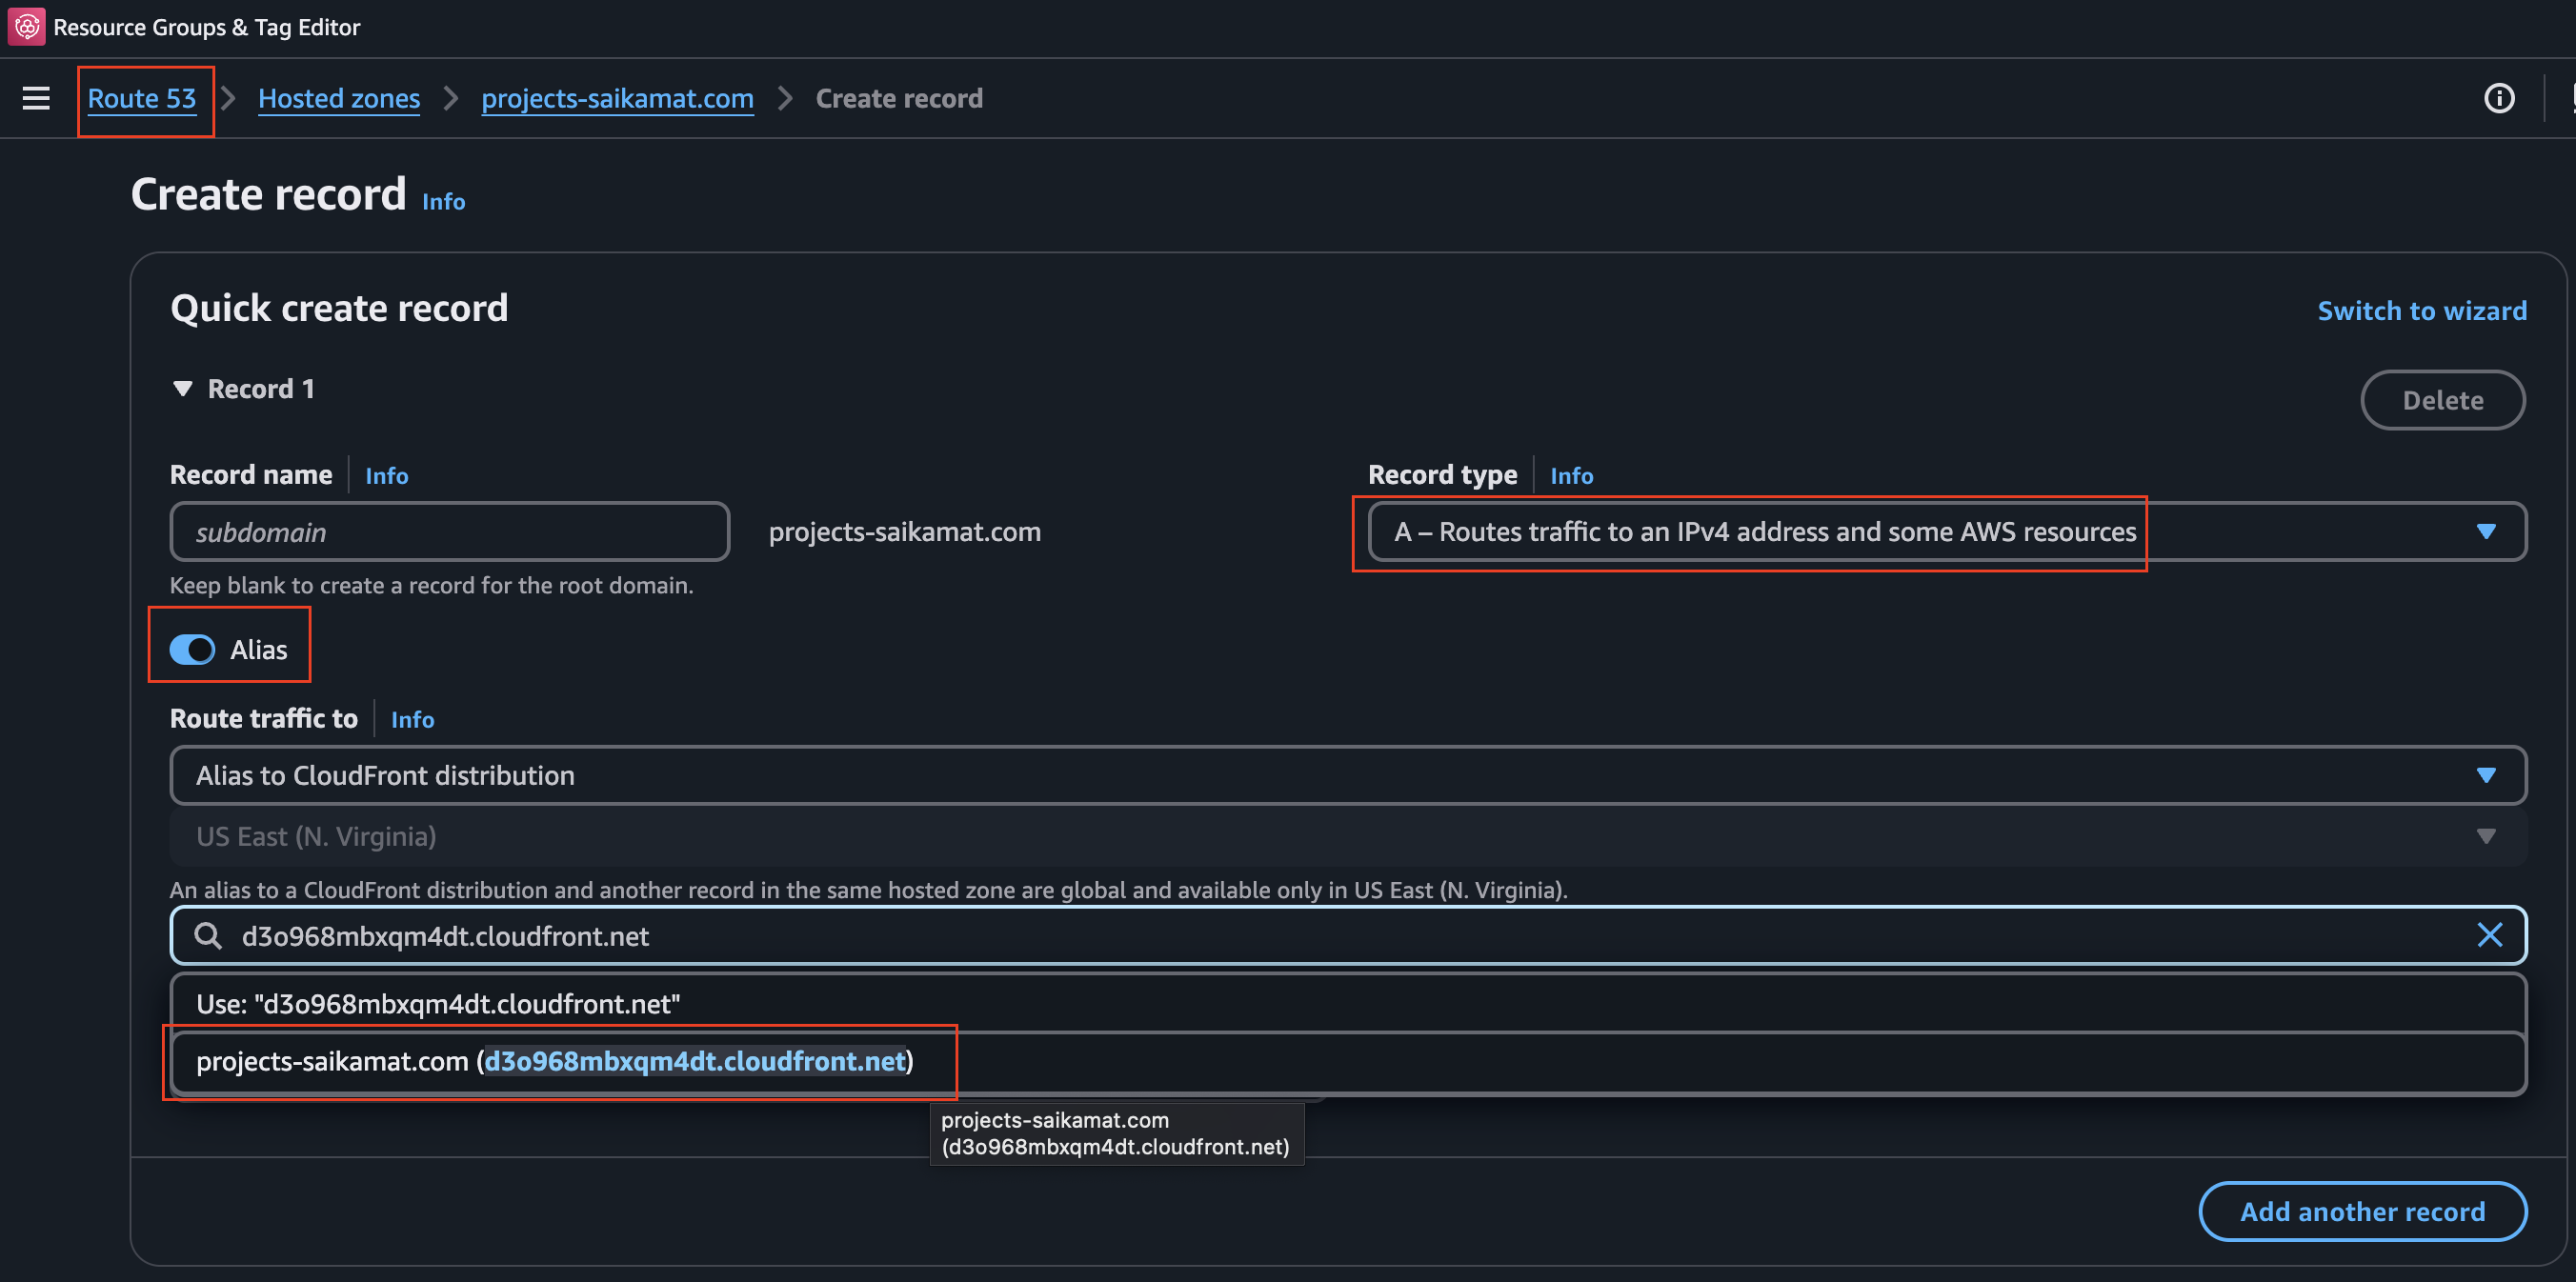 Resource Groups & Tag Editor
Route 53 Hosted zones projects-saikamat.com Create record
Create record Info
Quick create record
Switch to wizard
Record 1
Delete
Record name Info
Record type Info
subdomain
projects-saikamat.com
A – Routes traffic to an IPv4 address and some AWS resources
Keep blank to create a record for the root domain.
Alias
Route traffic to Info
Alias to CloudFront distribution
US East (N. Virginia)
An alias to a CloudFront distribution and another record in the same hosted zone are global and available only in US East (N. Virginia).
d3o968mbxqm4dt.cloudfront.net
Use: "d3o968mbxqm4dt.cloudfront.net"
projects-saikamat.com (d3o968mbxqm4dt.cloudfront.net)
projects-saikamat.com
(d3o968mbxqm4dt.cloudfront.net)
Add another record